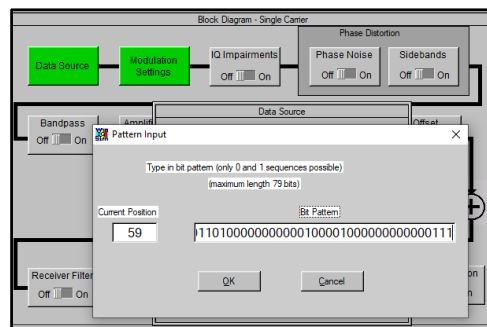 Block Diagram - Single Carrier
Phase Distortion
Data Source
Modulation
Settings
IQ Impairments
Off On
Phase Noise
Off On
Sidebands
Off On
Bandpass
Off On
Data Source
Pattern Input
Type in bit pattern (only 0 and 1 sequences possible)
(maximum length 79 bits)
Current Position
Bit Pattern
59
110100000000001000010000000000000111
OK
Cancel
Receiver Filter
Off On